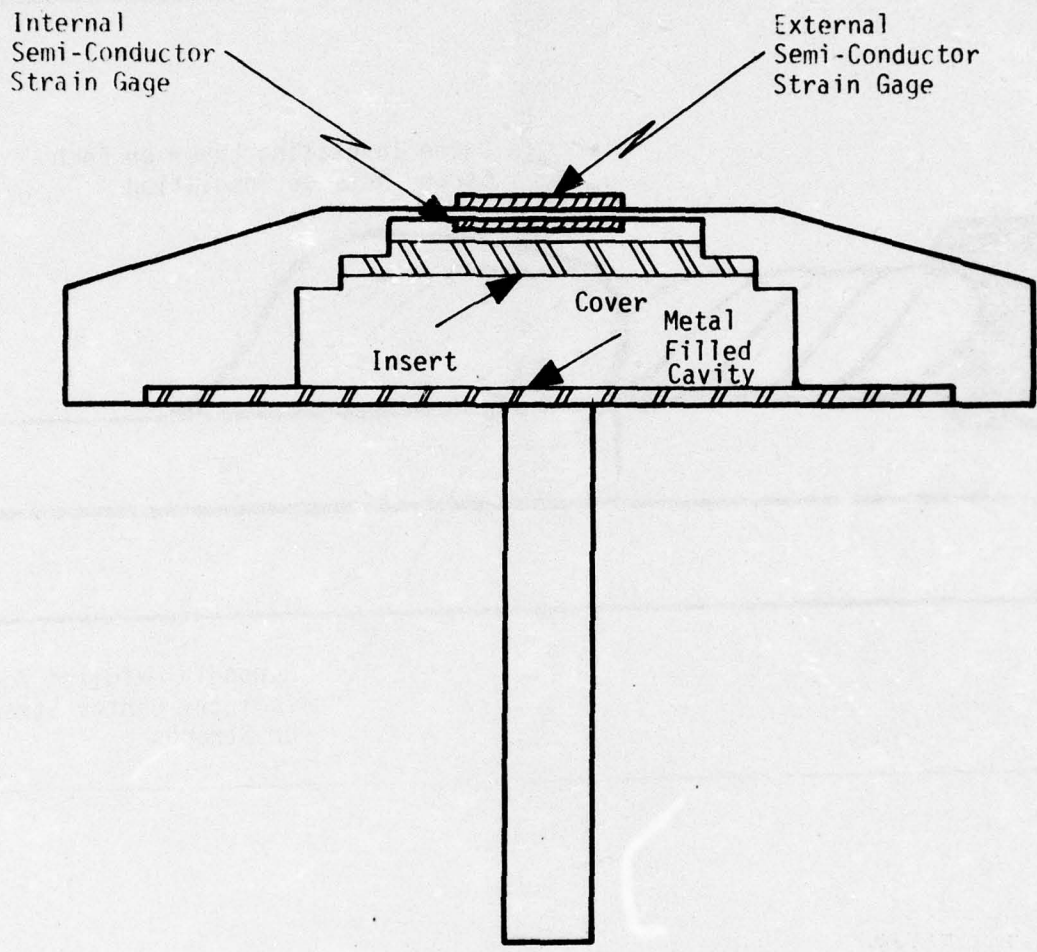 Internal
Semi-Conductor
Strain Gage
External
Semi-Conductor
Strain Gage
Cover
Metal
Filled
Cavity
Insert